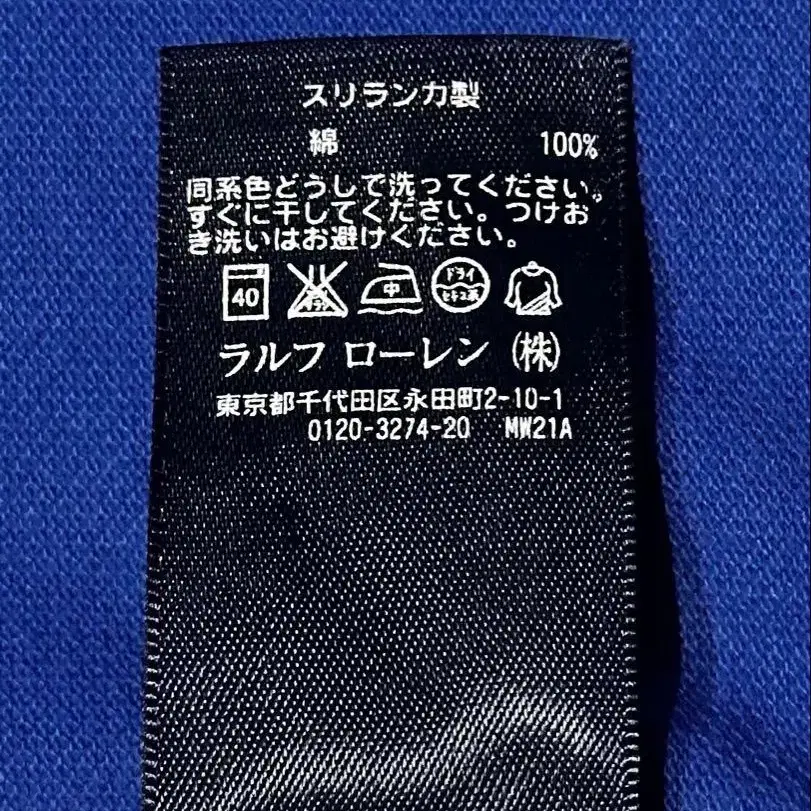 スリランカ製
綿 100%
同系色どうしで洗ってください。
すぐに干してください。つけお
き洗いはお避けください。
40 中 ドライ
ラルフ ローレン ㈱
東京都千代田区永田町2-10-1
0120-3274-20 MW21A